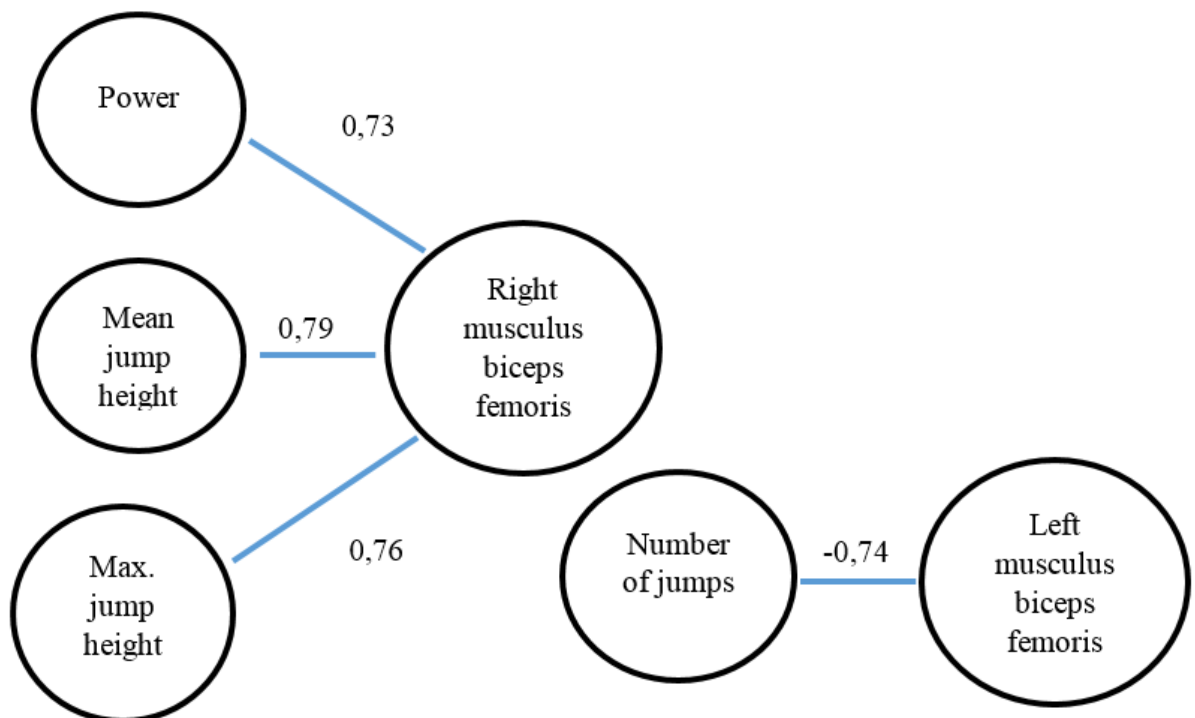 Power
0,73
Mean
jump
height
0,79
Right
musculus
biceps
femoris
Max.
jump
height
0,76
Number
of jumps
-0,74
Left
musculus
biceps
femoris